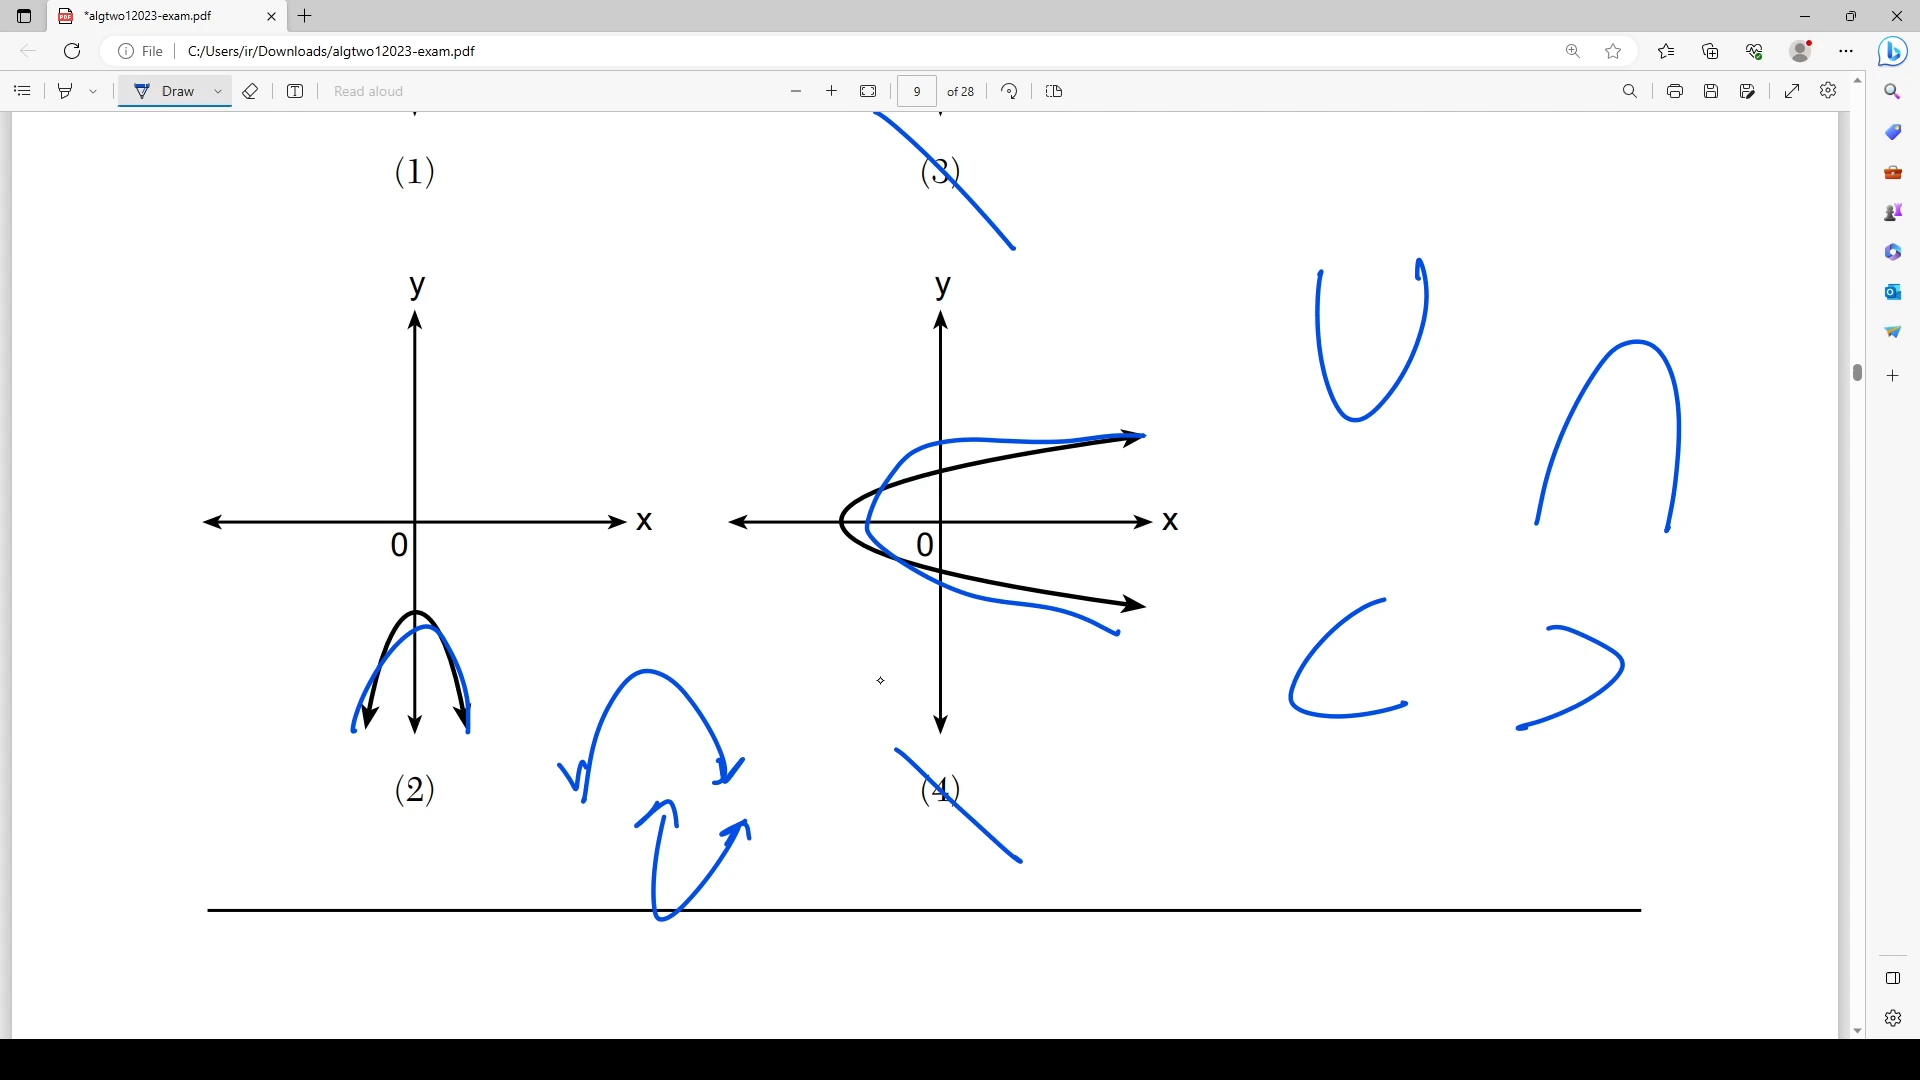 *algtwo12023-exam.pdf
File C:/Users/ir/Downloads/algtwo12023-exam.pdf
Draw Read aloud 9 of 28
(1) (3)
y y
x x
0 0
(2) (4)